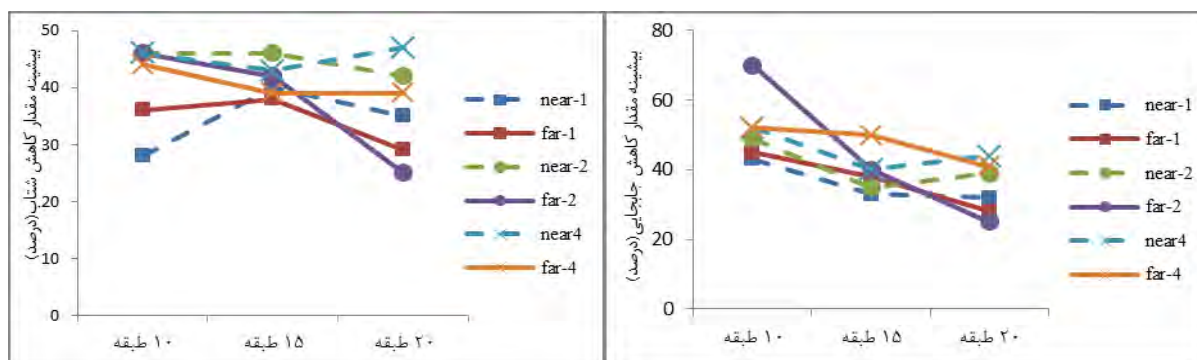 بیشینه مقدار کاهش شتاب(درصد)
50
40
30
20
10
0
۱۰ طبقه
۱۵ طبقه
۲۰ طبقه
near-1
far-1
near-2
far-2
near4
far-4
بیشینه مقدار کاهش جابجایی(درصد)
80
60
40
20
0
۱۰ طبقه
۱۵ طبقه
۲۰ طبقه
near-1
far-1
near-2
far-2
near4
far-4